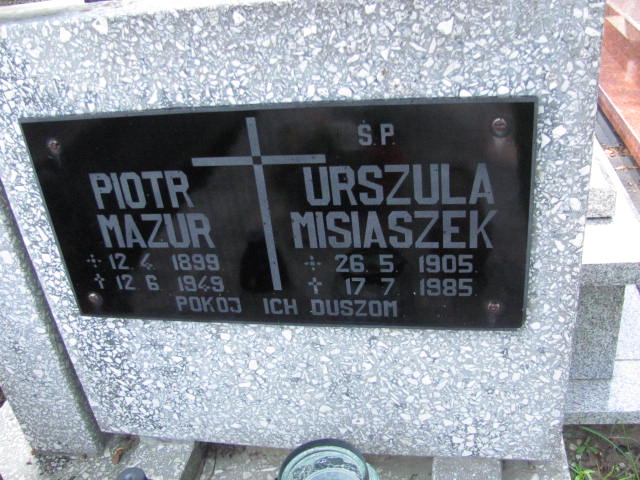 Ś.P.
PIOTR
MAZUR
÷ 12.4. 1899
† 12.6. 1949
URSZULA
MISIASZEK
÷ 26.5. 1905.
† 17.7. 1985.
POKÓJ ICH DUSZOM